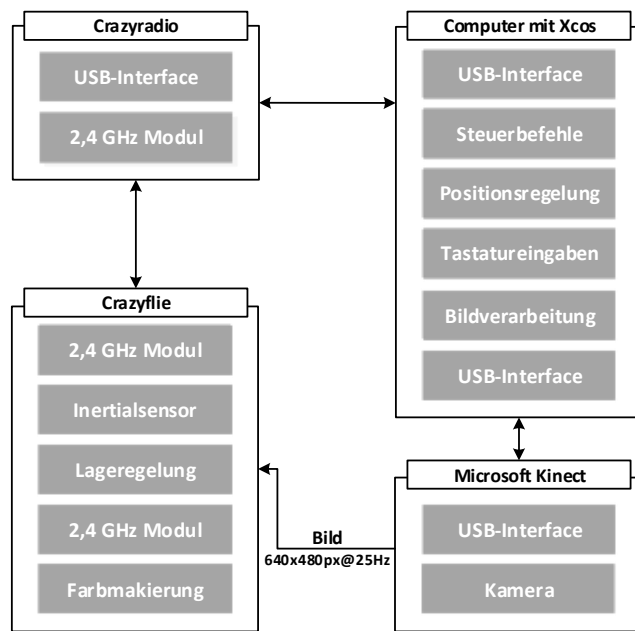 Crazyradio
USB-Interface
2,4 GHz Modul
Computer mit Xcos
USB-Interface
Steuerbefehle
Positionsregelung
Tastatureingaben
Bildverarbeitung
USB-Interface
Crazyflie
2,4 GHz Modul
Inertialsensor
Lageregelung
2,4 GHz Modul
Farbmakierung
Bild
640x480px@25Hz
Microsoft Kinect
USB-Interface
Kamera